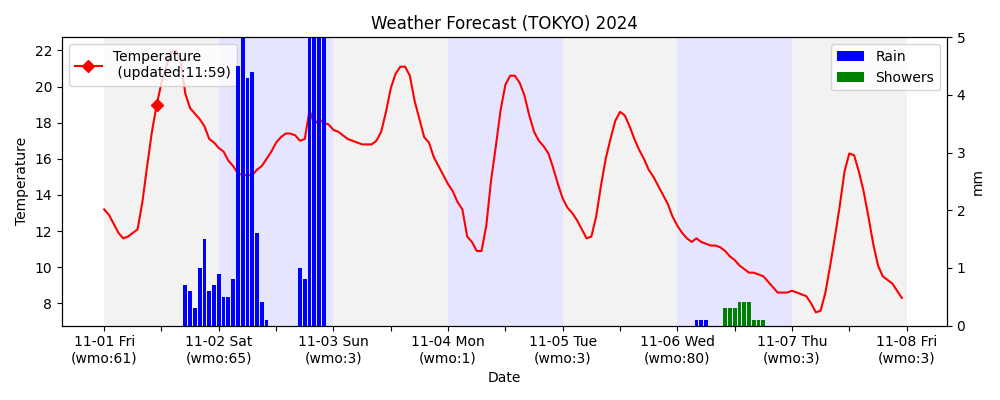 Weather Forecast (TOKYO) 2024
Temperature
(updated:11:59)
Rain
Showers
22
20
18
16
14
12
10
8
Temperature
5
4
3
2
1
0
mm
11-01 Fri
(wmo:61)
11-02 Sat
(wmo:65)
11-03 Sun
(wmo:3)
11-04 Mon
(wmo:1)
11-05 Tue
(wmo:3)
11-06 Wed
(wmo:80)
11-07 Thu
(wmo:3)
11-08 Fri
(wmo:3)
Date